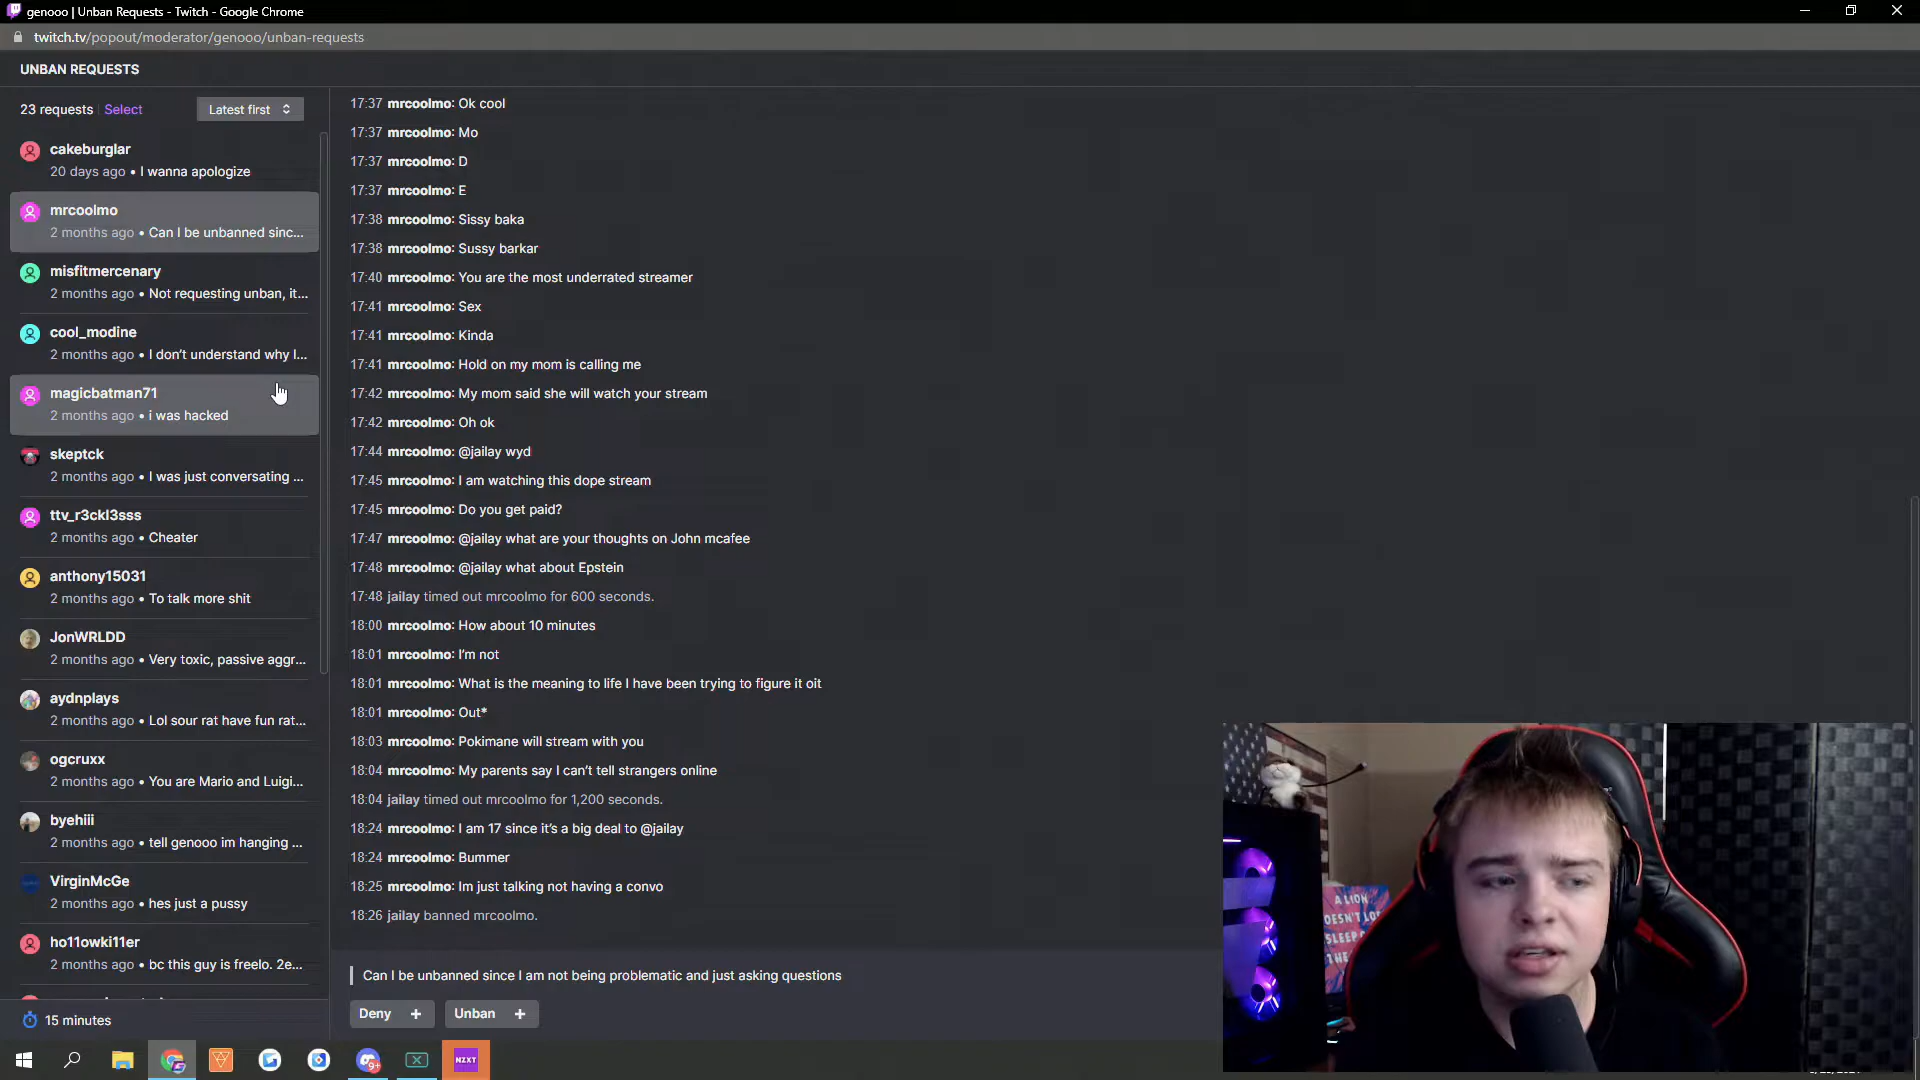 genooo | Unban Requests - Twitch - Google Chrome
twitch.tv/popout/moderator/genooo/unban-requests
UNBAN REQUESTS
23 requests Select Latest first
cakeburglar
20 days ago • I wanna apologize
mrcoolmo
2 months ago • Can I be unbanned sinc...
misfitmercenary
2 months ago • Not requesting unban, it...
cool_modine
2 months ago • I don't understand why I...
magicbatman71
2 months ago • i was hacked
skeptck
2 months ago • I was just conversating ...
ttv_r3ckl3sss
2 months ago • Cheater
anthony15031
2 months ago • To talk more shit
JonWRLDD
2 months ago • Very toxic, passive aggr...
aydnplays
2 months ago • Lol sour rat have fun rat...
ogcruxx
2 months ago • You are Mario and Luigi...
byehiii
2 months ago • tell genooo im hanging ...
VirginMcGe
2 months ago • hes just a pussy
ho11owki11er
2 months ago • bc this guy is freelo. 2e...
15 minutes
17:37 mrcoolmo: Ok cool
17:37 mrcoolmo: Mo
17:37 mrcoolmo: D
17:37 mrcoolmo: E
17:38 mrcoolmo: Sissy baka
17:38 mrcoolmo: Sussy barkar
17:40 mrcoolmo: You are the most underrated streamer
17:41 mrcoolmo: Sex
17:41 mrcoolmo: Kinda
17:41 mrcoolmo: Hold on my mom is calling me
17:42 mrcoolmo: My mom said she will watch your stream
17:42 mrcoolmo: Oh ok
17:44 mrcoolmo: @jailay wyd
17:45 mrcoolmo: I am watching this dope stream
17:45 mrcoolmo: Do you get paid?
17:47 mrcoolmo: @jailay what are your thoughts on John mcafee
17:48 mrcoolmo: @jailay what about Epstein
17:48 jailay timed out mrcoolmo for 600 seconds.
18:00 mrcoolmo: How about 10 minutes
18:01 mrcoolmo: I'm not
18:01 mrcoolmo: What is the meaning to life I have been trying to figure it oit
18:01 mrcoolmo: Out*
18:03 mrcoolmo: Pokimane will stream with you
18:04 mrcoolmo: My parents say I can't tell strangers online
18:04 jailay timed out mrcoolmo for 1,200 seconds.
18:24 mrcoolmo: I am 17 since it's a big deal to @jailay
18:24 mrcoolmo: Bummer
18:25 mrcoolmo: Im just talking not having a convo
18:26 jailay banned mrcoolmo.
Can I be unbanned since I am not being problematic and just asking questions
Deny + Unban +
A LION
DOESN'T LO
SLEEP
THE
9+
NZXT